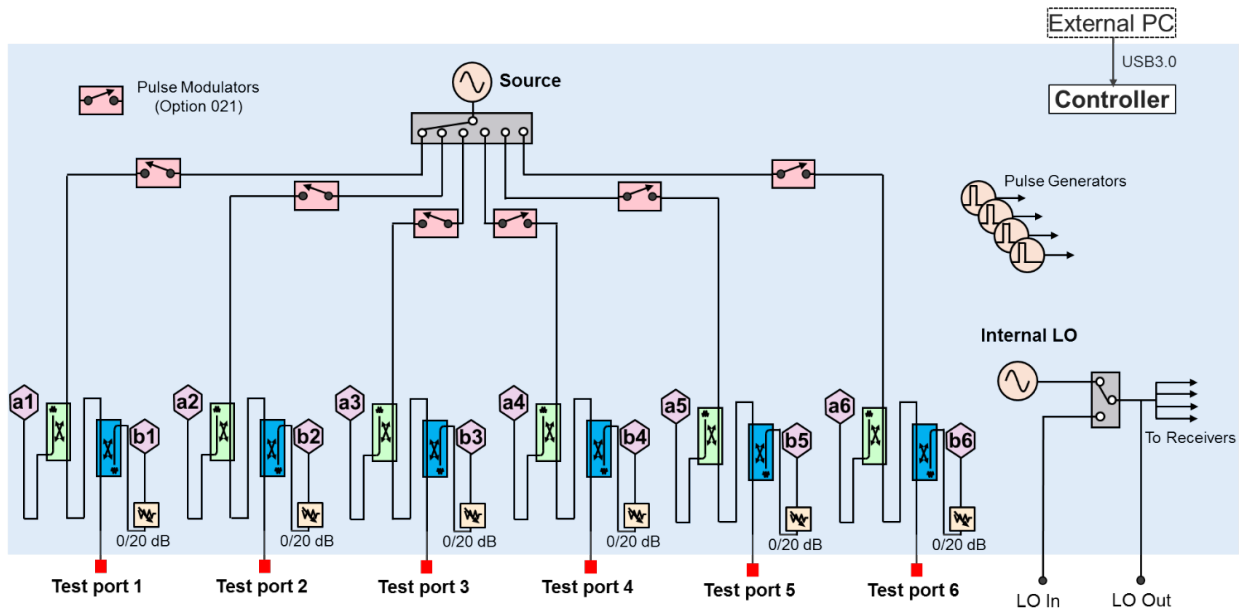 External PC
USB3.0
Controller
Pulse Modulators
(Option 021)
Source
Pulse Generators
Internal LO
a1
a2
a3
a4
a5
a6
b1
b2
b3
b4
b5
b6
To Receivers
0/20 dB
0/20 dB
0/20 dB
0/20 dB
0/20 dB
0/20 dB
Test port 1
Test port 2
Test port 3
Test port 4
Test port 5
Test port 6
LO In
LO Out